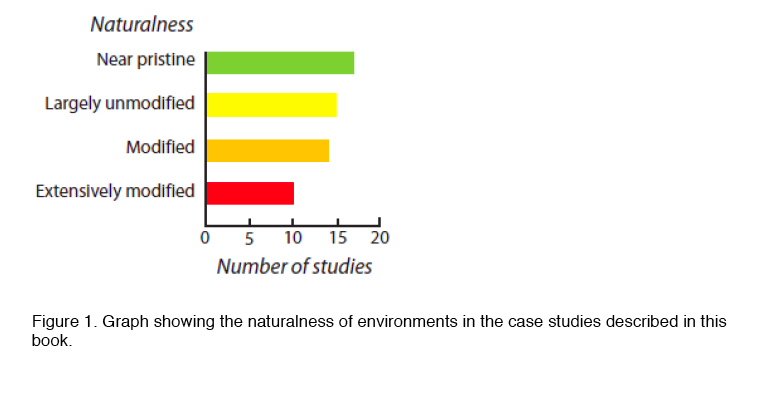 Naturalness
Near pristine
Largely unmodified
Modified
Extensively modified
0 5 10 15 20
Number of studies
Figure 1. Graph showing the naturalness of environments in the case studies described in this
book.